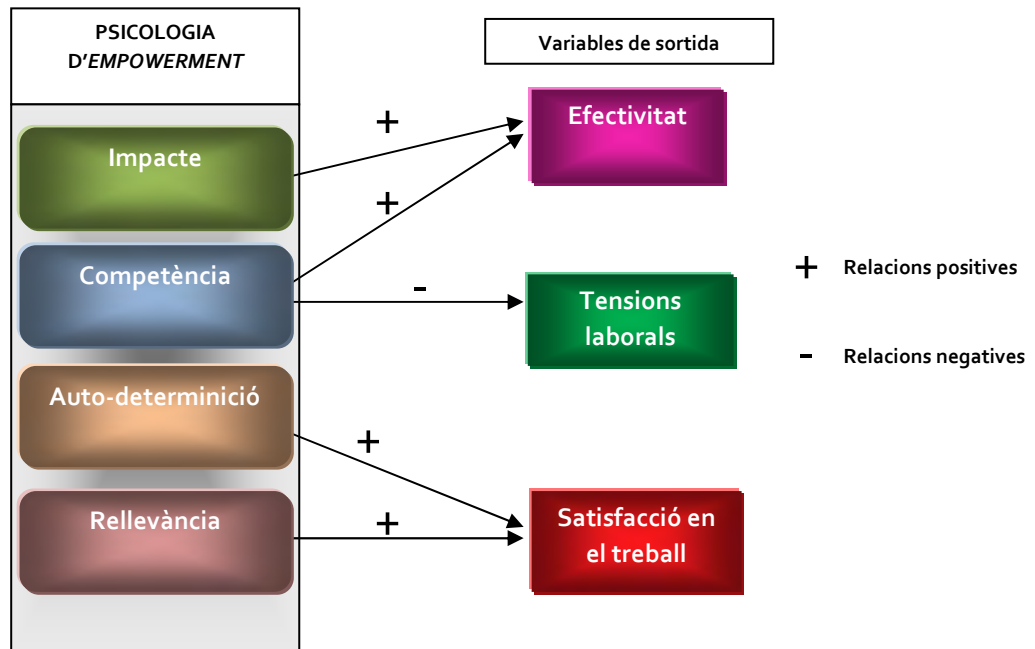 PSICOLOGIA
D'EMPOWERMENT
Variables de sortida
Impacte
Competència
Auto-determinició
Rellevància
+
+
-
+
+
Efectivitat
Tensions
laborals
Satisfacció en
el treball
+ Relacions positives
- Relacions negatives